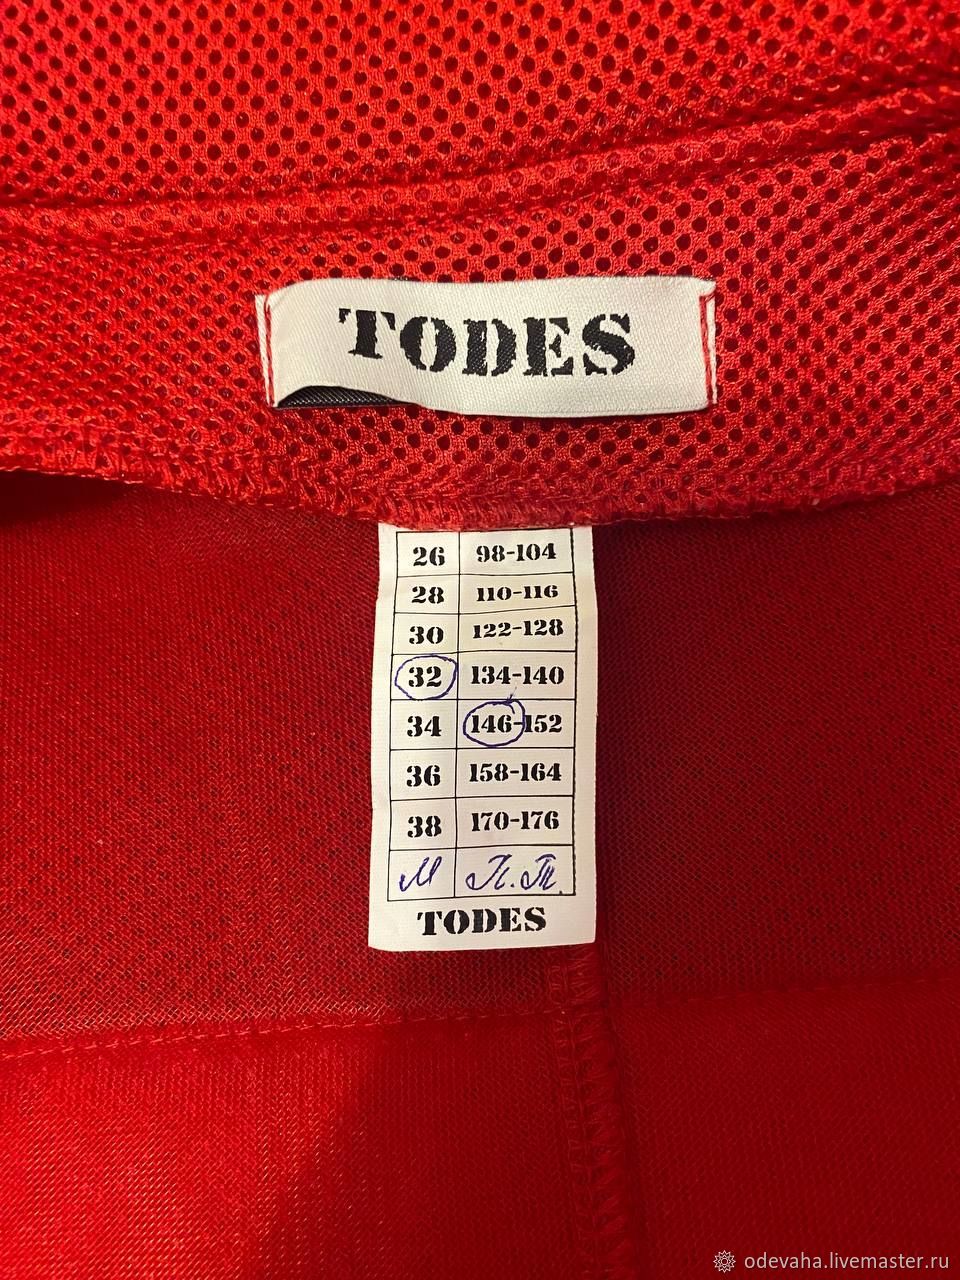 TODES
26 98-104
28 110-116
30 122-128
32 134-140
34 146-152
36 158-164
38 170-176
М
TODES
odevaha.livemaster.ru